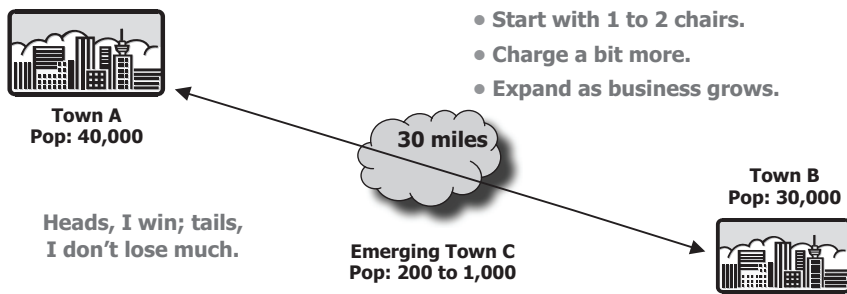 • Start with 1 to 2 chairs.
• Charge a bit more.
• Expand as business grows.
Town A
Pop: 40,000
30 miles
Town B
Pop: 30,000
Heads, I win; tails,
I don't lose much.
Emerging Town C
Pop: 200 to 1,000